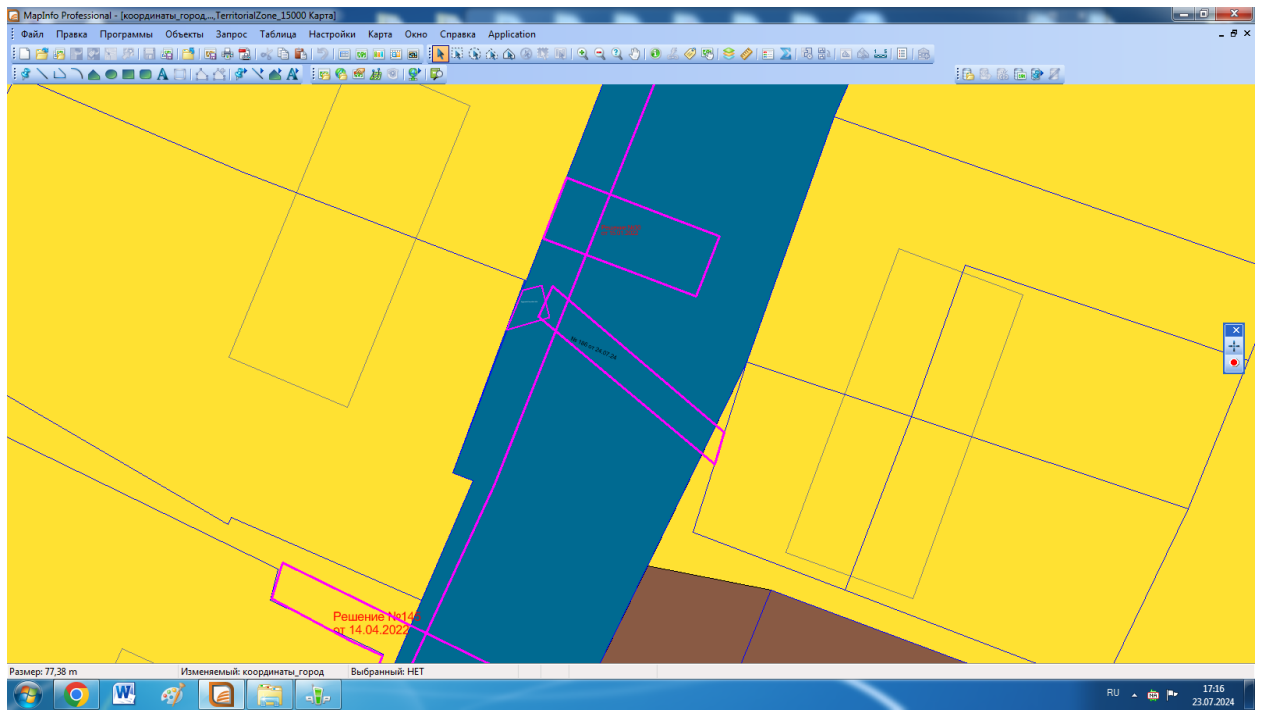 MapInfo Professional - [координаты_город,...,TerritorialZone_15000 Карта]
Файл Правка Программы Объекты Запрос Таблица Настройки Карта Окно Справка Application
Решение №14
от 14.04.2022
Размер: 77,38 m Изменяемый: координаты_город Выбранный: НЕТ
RU 17:16
23.07.2024